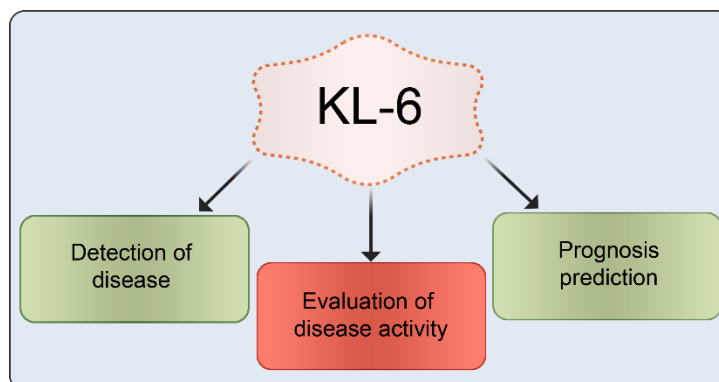 KL-6
Detection of
disease
Evaluation of
disease activity
Prognosis
prediction